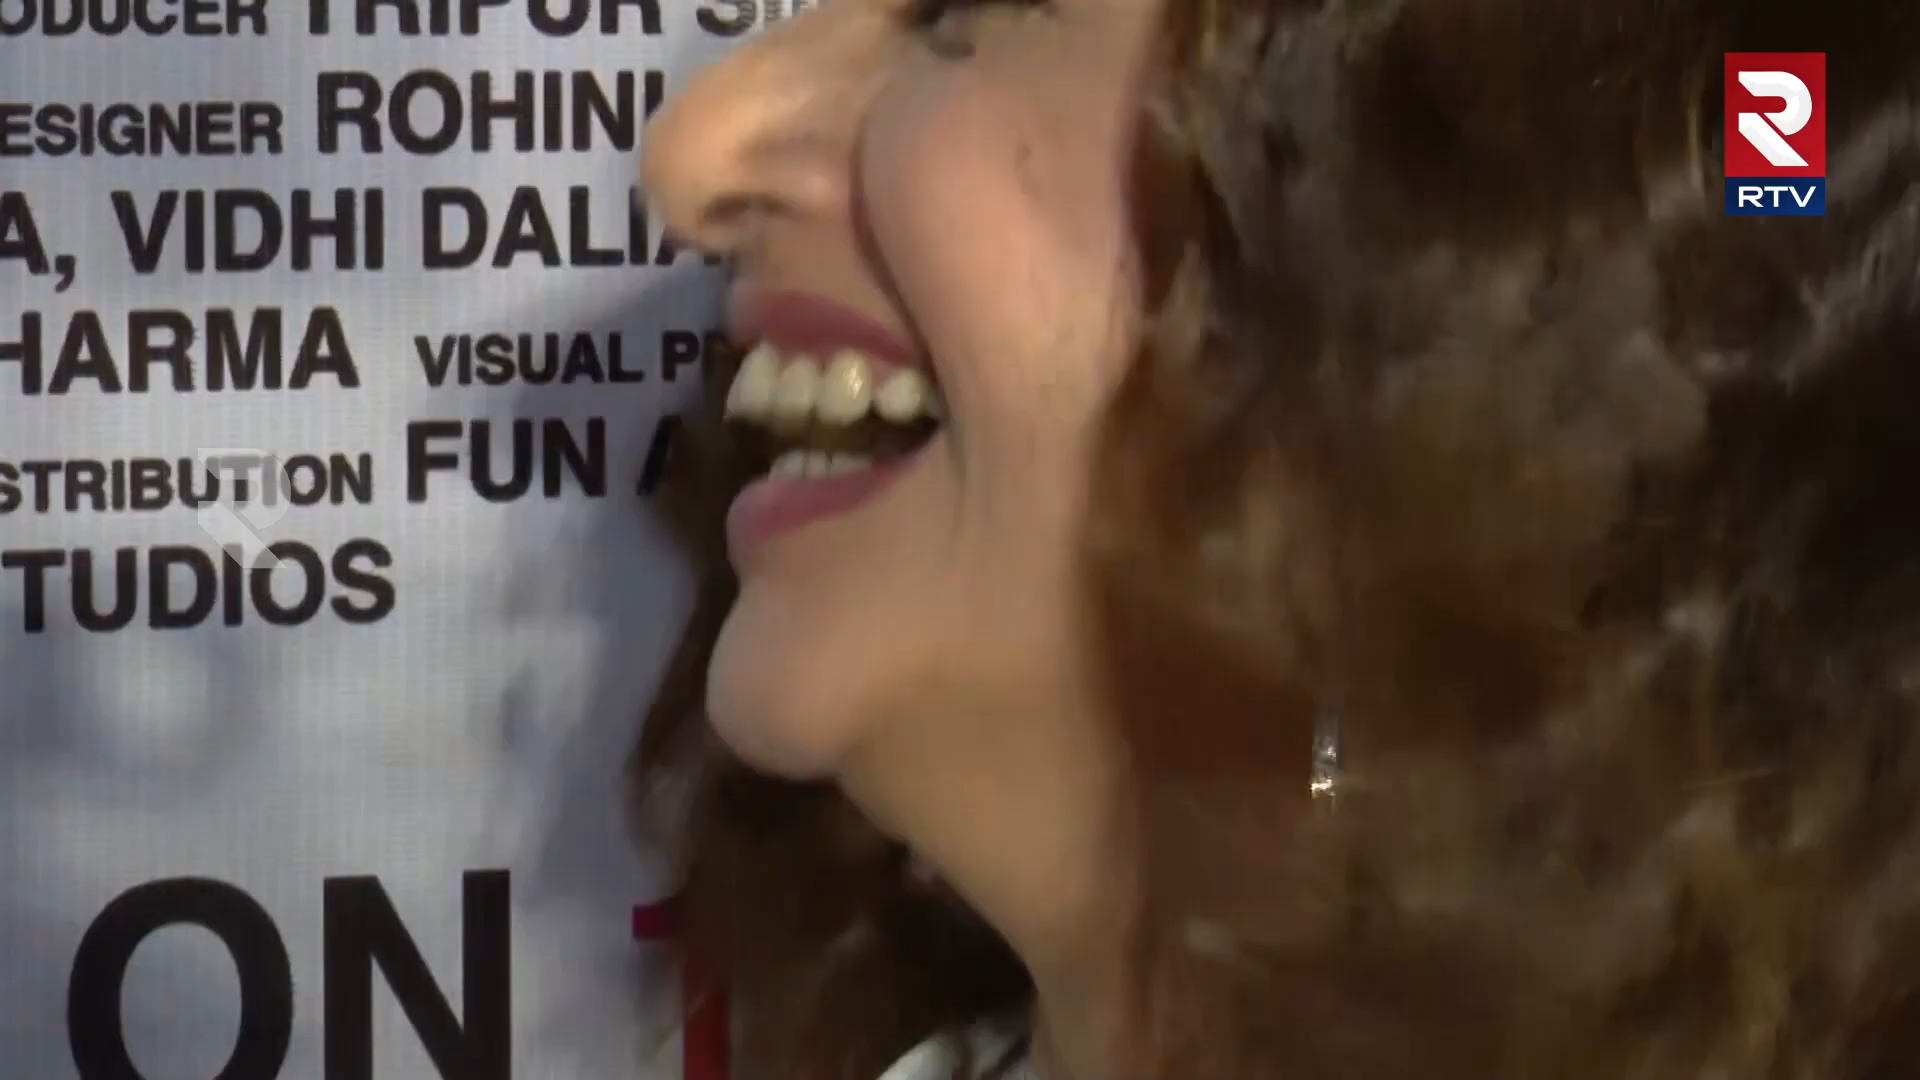 ODUCER TRIPUR
ESIGNER ROHINI
A, VIDHI DALIA
HARMA VISUAL P
STRIBUTION FUN A
TUDIOS
ON
RTV